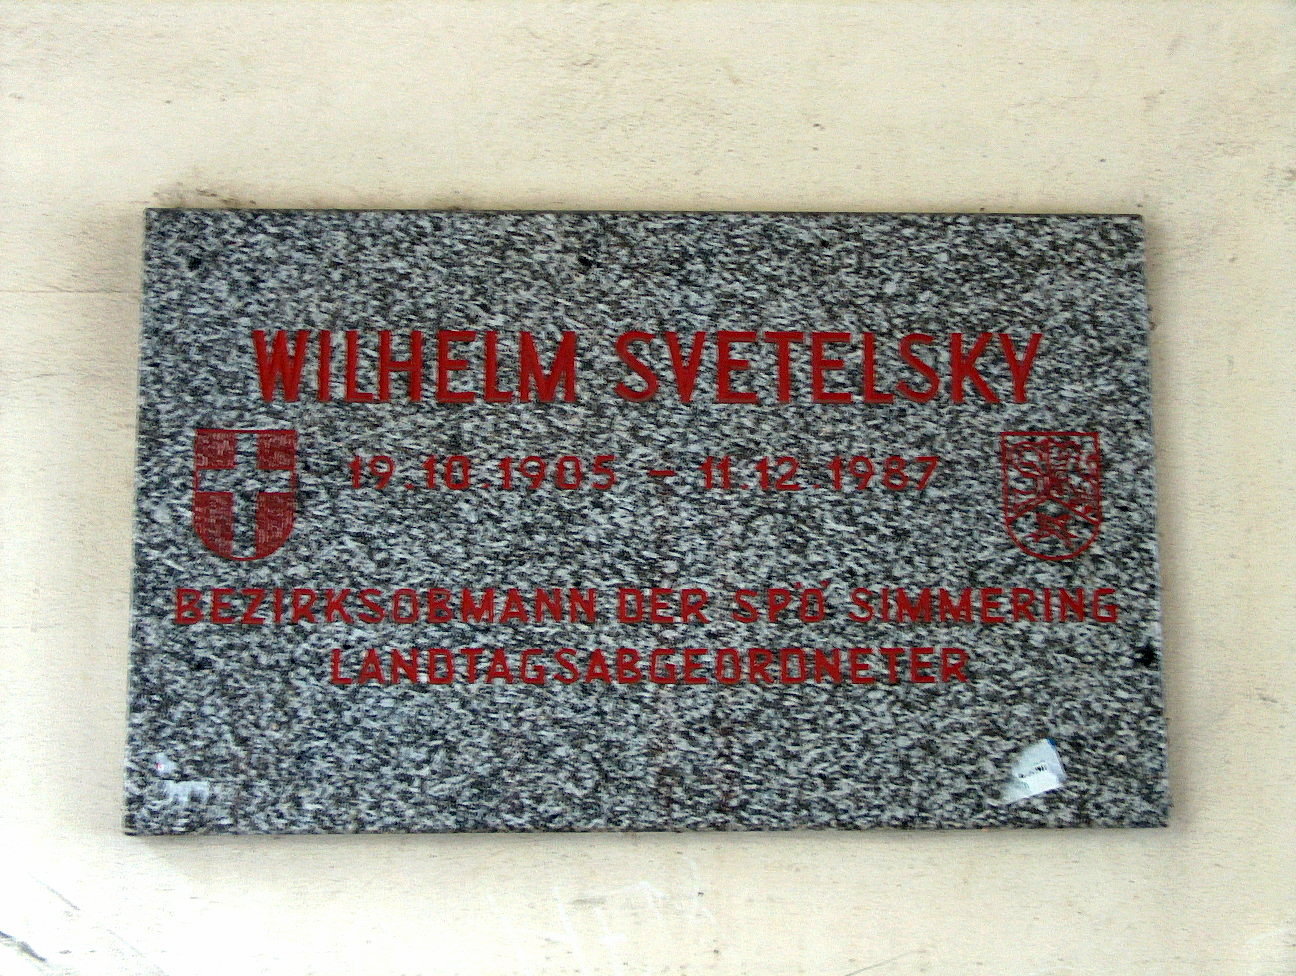 WILHELM SVETELSKY
19.10.1905 – 11.12.1987
BEZIRKSOBMANN DER SPÖ SIMMERING
LANDTAGSABGEORDNETER